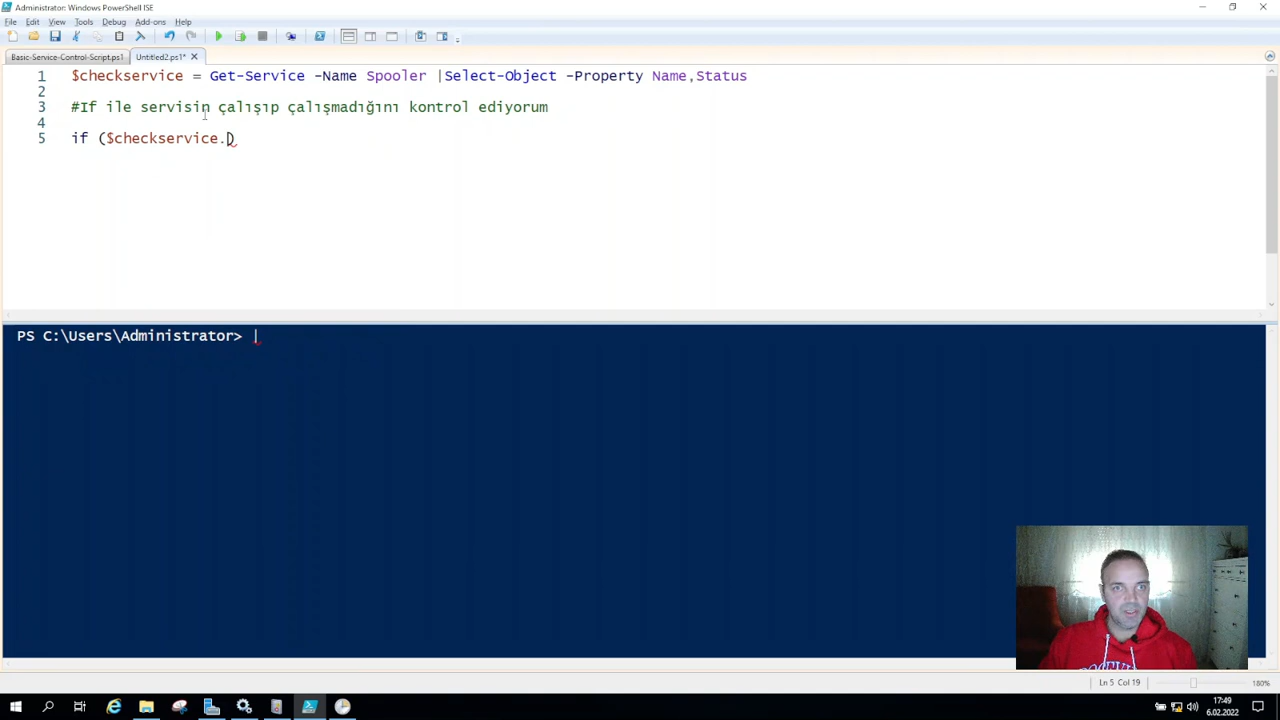 Administrator: Windows PowerShell ISE
File Edit View Tools Debug Add-ons Help
Basic-Service-Control-Script.ps1 Untitled2.ps1*
1 $checkservice = Get-Service -Name Spooler |Select-Object -Property Name,Status
2
3 #If ile servisin çalışıp çalışmadığını kontrol ediyorum
4
5 if ($checkservice.)
PS C:\Users\Administrator>
Ln 5 Col 19 180%
17:49
6.02.2022